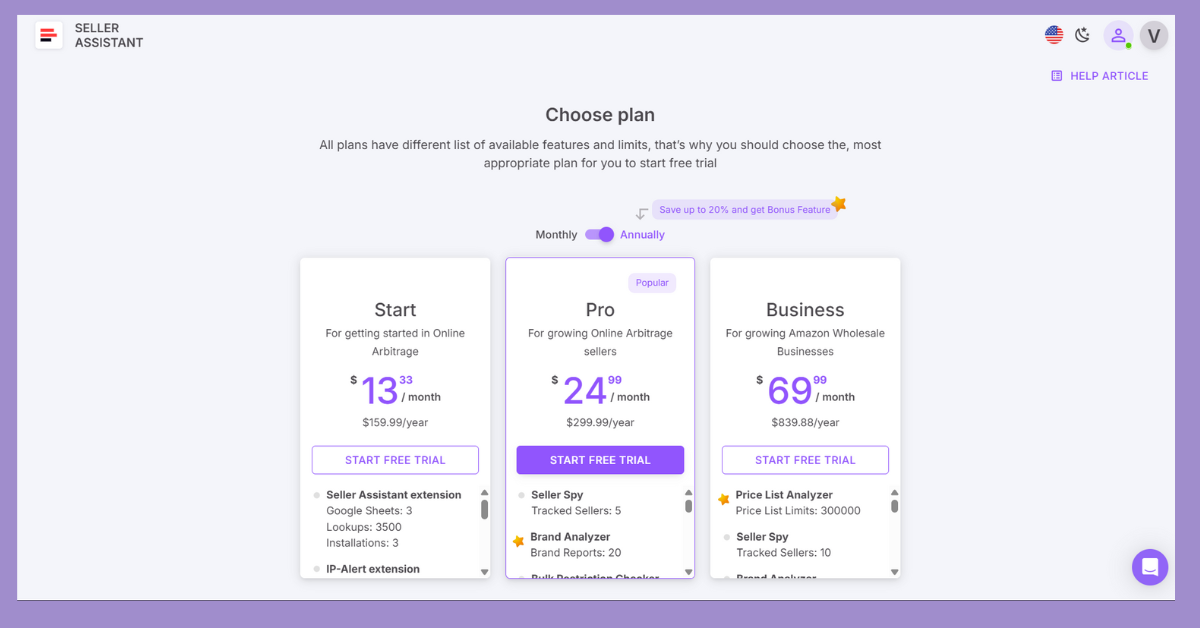 SELLER
ASSISTANT
V
HELP ARTICLE
Choose plan
All plans have different list of available features and limits, that's why you should choose the, most
appropriate plan for you to start free trial
Save up to 20% and get Bonus Feature
Monthly Annually
Start
For getting started in Online
Arbitrage
$ 13 33 / month
$159.99/year
START FREE TRIAL
Seller Assistant extension
Google Sheets: 3
Lookups: 3500
Installations: 3
IP-Alert extension
Popular
Pro
For growing Online Arbitrage
sellers
$ 24 99 / month
$299.99/year
START FREE TRIAL
Seller Spy
Tracked Sellers: 5
Brand Analyzer
Brand Reports: 20
Bulk Restriction Checker
Business
For growing Amazon Wholesale
Businesses
$ 69 99 / month
$839.88/year
START FREE TRIAL
Price List Analyzer
Price List Limits: 300000
Seller Spy
Tracked Sellers: 10
Brand Analyzer